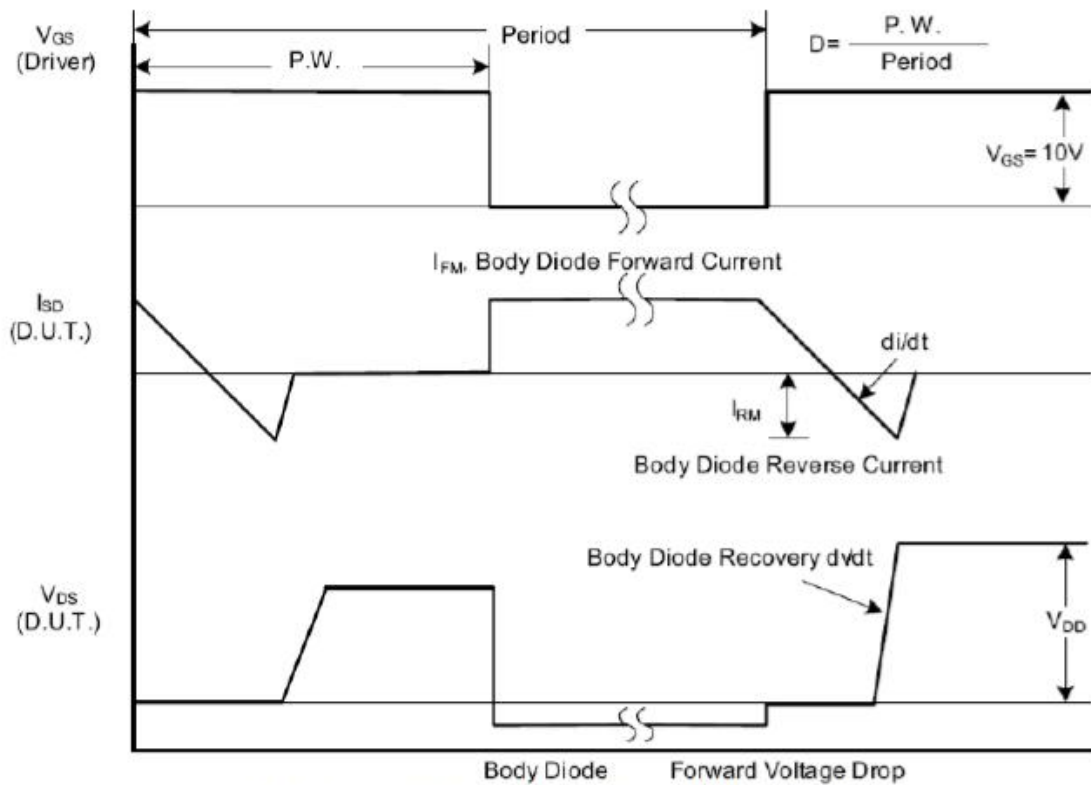 VGS
(Driver)
Period
P.W.
D= P. W.
Period
VGS= 10V
IFM, Body Diode Forward Current
ISD
(D.U.T.)
di/dt
IRM
Body Diode Reverse Current
Body Diode Recovery dv/dt
VDS
(D.U.T.)
VDD
Body Diode Forward Voltage Drop